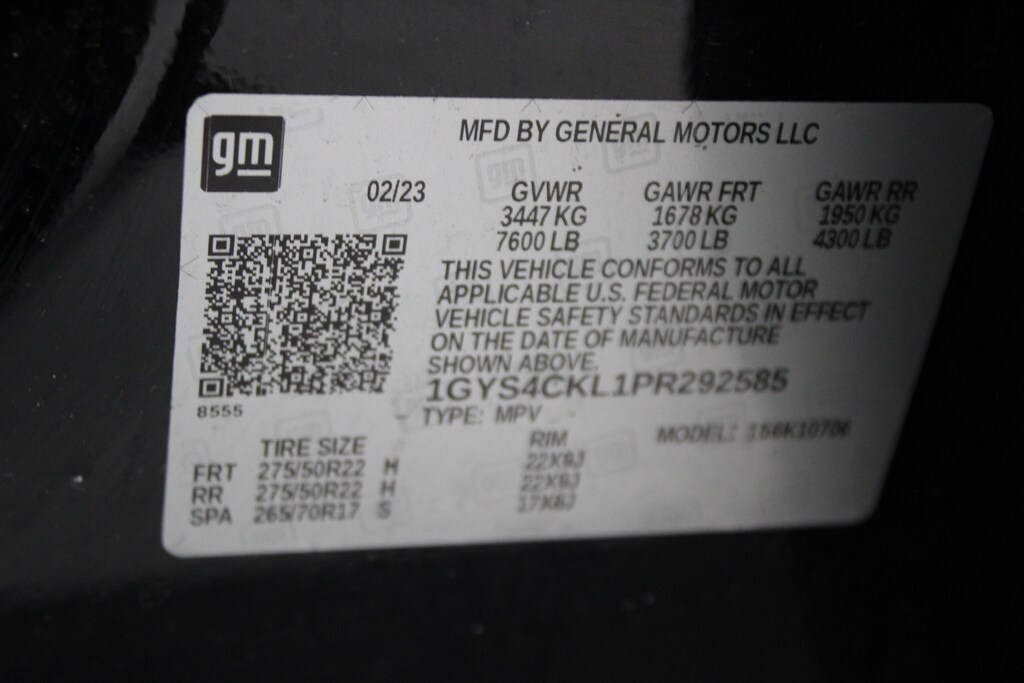 gm
MFD BY GENERAL MOTORS LLC
02/23 GVWR GAWR FRT GAWR RR
3447 KG 1678 KG 1950 KG
7600 LB 3700 LB 4300 LB
THIS VEHICLE CONFORMS TO ALL
APPLICABLE U.S. FEDERAL MOTOR
VEHICLE SAFETY STANDARDS IN EFFECT
ON THE DATE OF MANUFACTURE
SHOWN ABOVE.
1GYS4CKL1PR292585
8555
TYPE: MPV
TIRE SIZE RIM MODEL:
FRT 275/50R22 H 22X9J
RR 275/50R22 H 22X9J
SPA 265/70R17 S